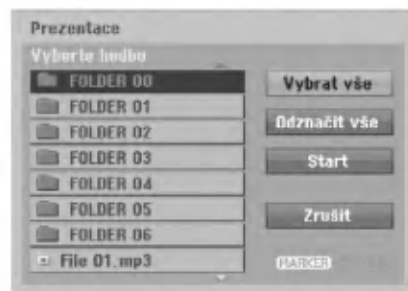 Prezentace
Vyberte hudbu
FOLDER 00
FOLDER 01
FOLDER 02
FOLDER 03
FOLDER 04
FOLDER 05
FOLDER 06
File 01.mp3
Vybrat vše
Odznačit vše
Start
Zrušit
MARKER